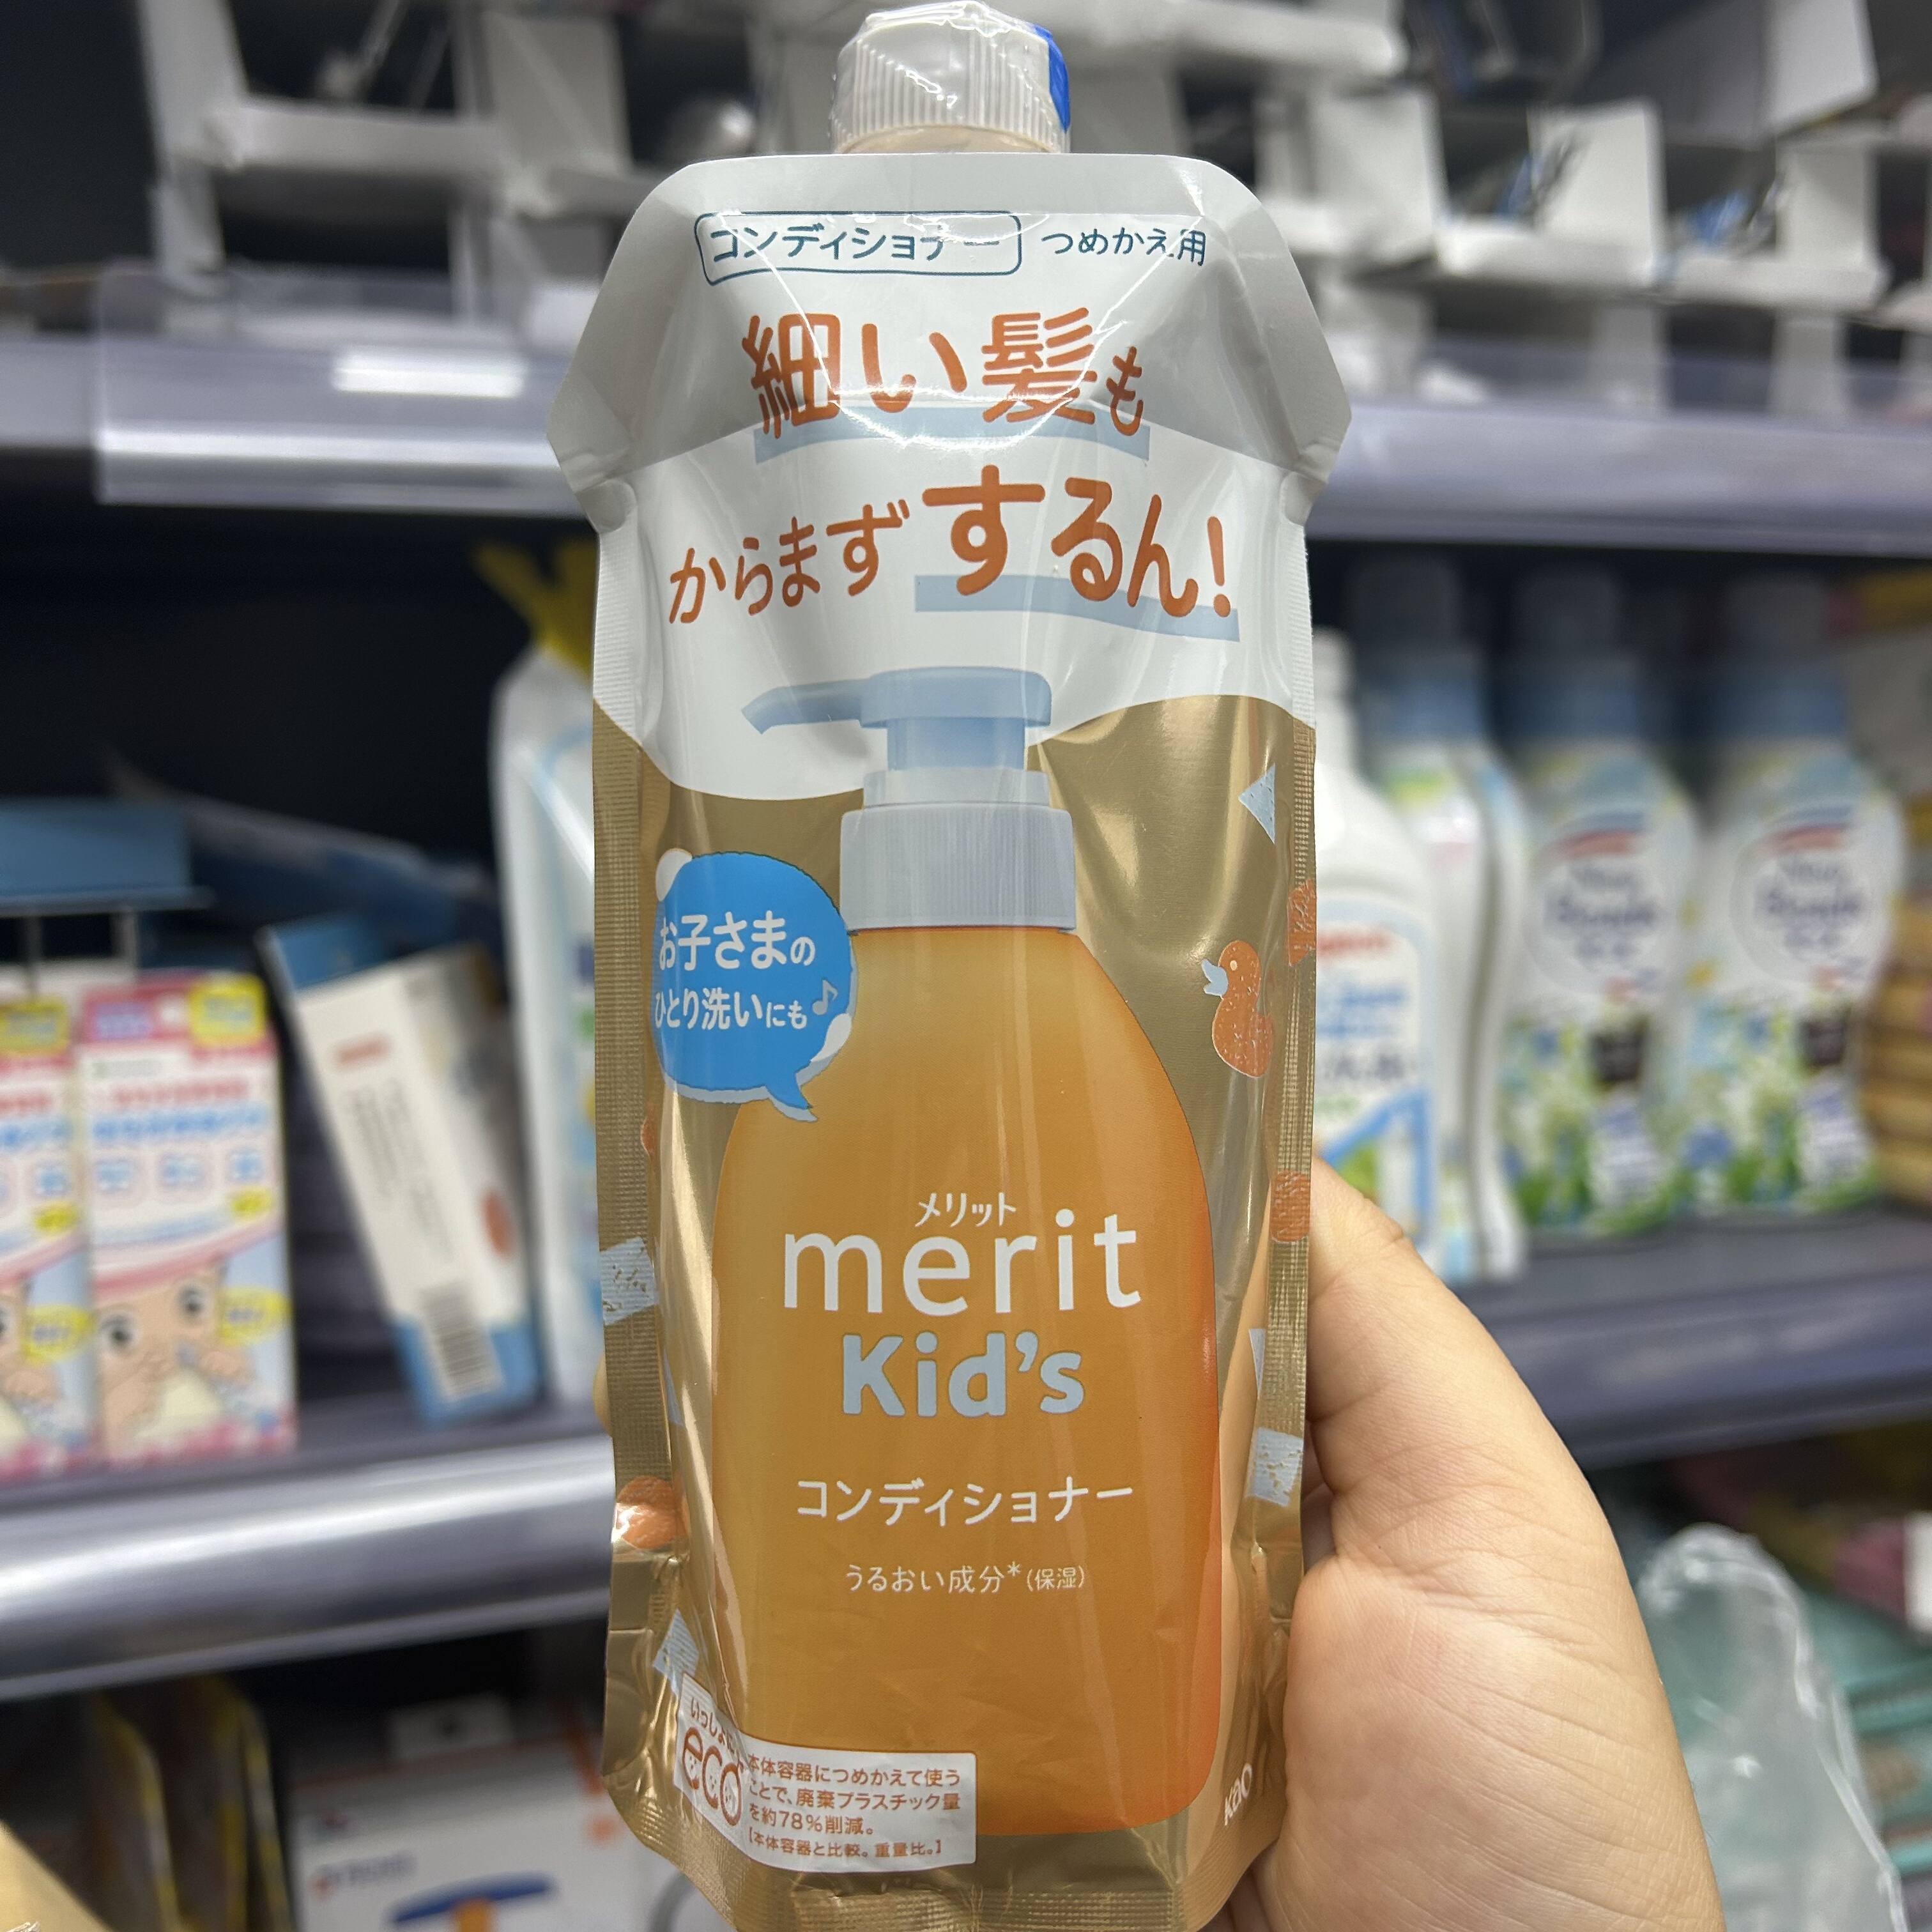 コンディショナー つめかえ用
細い髪も
からまずするん!
お子さまの
ひとり洗いにも♪
メリット
merit
Kid's
コンディショナー
うるおい成分*(保湿)
いっしょに
eco
本体容器につめかえて使う
ことで、廃棄プラスチック量
を約78%削減。
【本体容器と比較。重量比。】
Kao